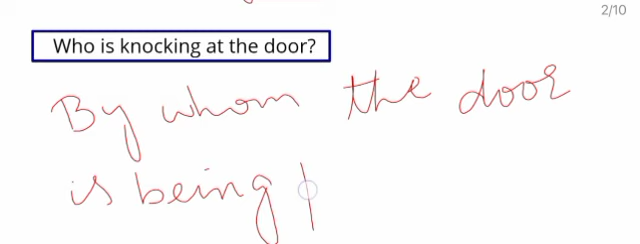 2/10
Who is knocking at the door?
By whom the door
is being